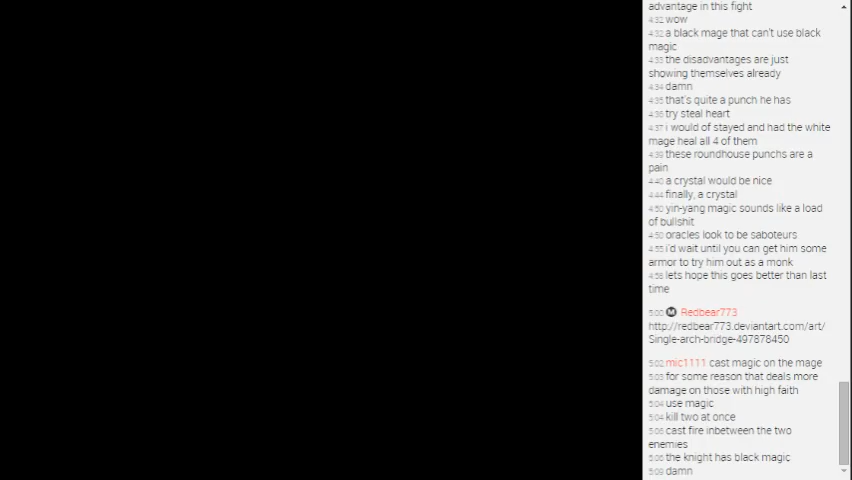 advantage in this fight
4:32 wow
4:32 a black mage that can't use black
magic
4:33 the disadvantages are just
showing themselves already
4:34 damn
4:35 that's quite a punch he has
4:36 try steal heart
4:37 i would of stayed and had the white
mage heal all 4 of them
4:39 these roundhouse punchs are a
pain
4:40 a crystal would be nice
4:44 finally, a crystal
4:50 yin-yang magic sounds like a load
of bullshit
4:50 oracles look to be saboteurs
4:55 i'd wait until you can get him some
armor to try him out as a monk
4:58 lets hope this goes better than last
time
5:00 M Redbear773
http://redbear773.deviantart.com/art/
Single-arch-bridge-497878450
5:02 mic1111 cast magic on the mage
5:03 for some reason that deals more
damage on those with high faith
5:04 use magic
5:04 kill two at once
5:06 cast fire inbetween the two
enemies
5:06 the knight has black magic
5:09 damn